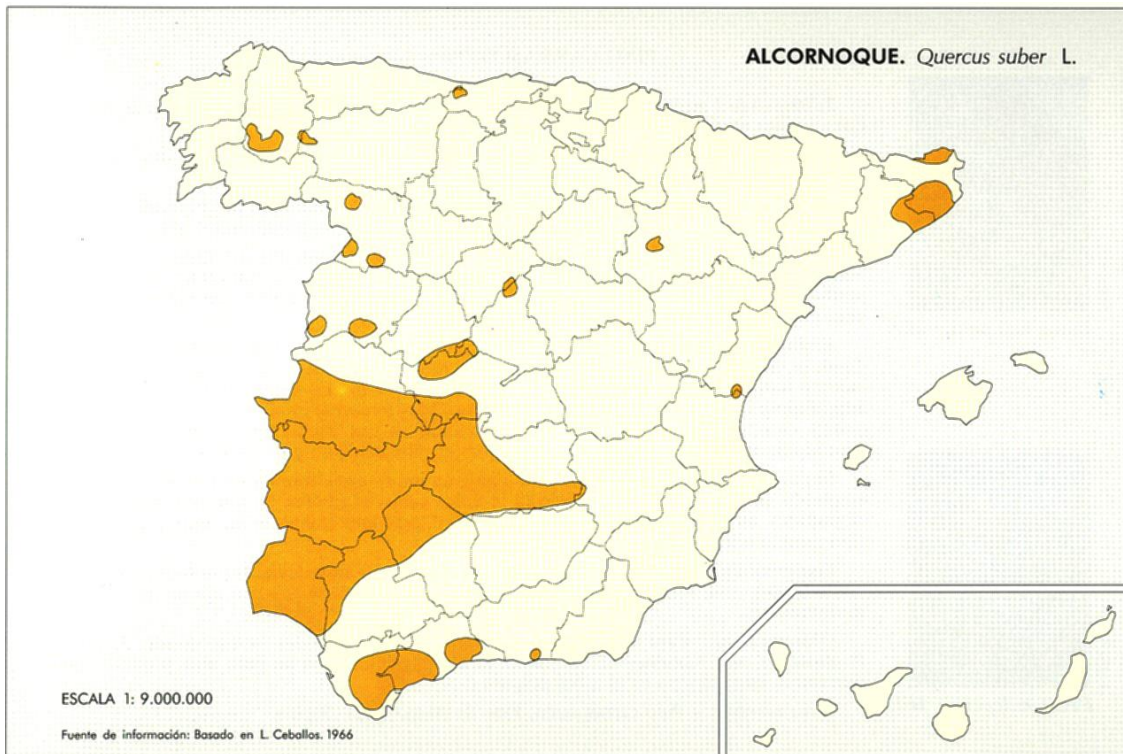 ALCORNOQUE. Quercus suber L.
ESCALA 1: 9.000.000
Fuente de información: Basado en L. Ceballos. 1966